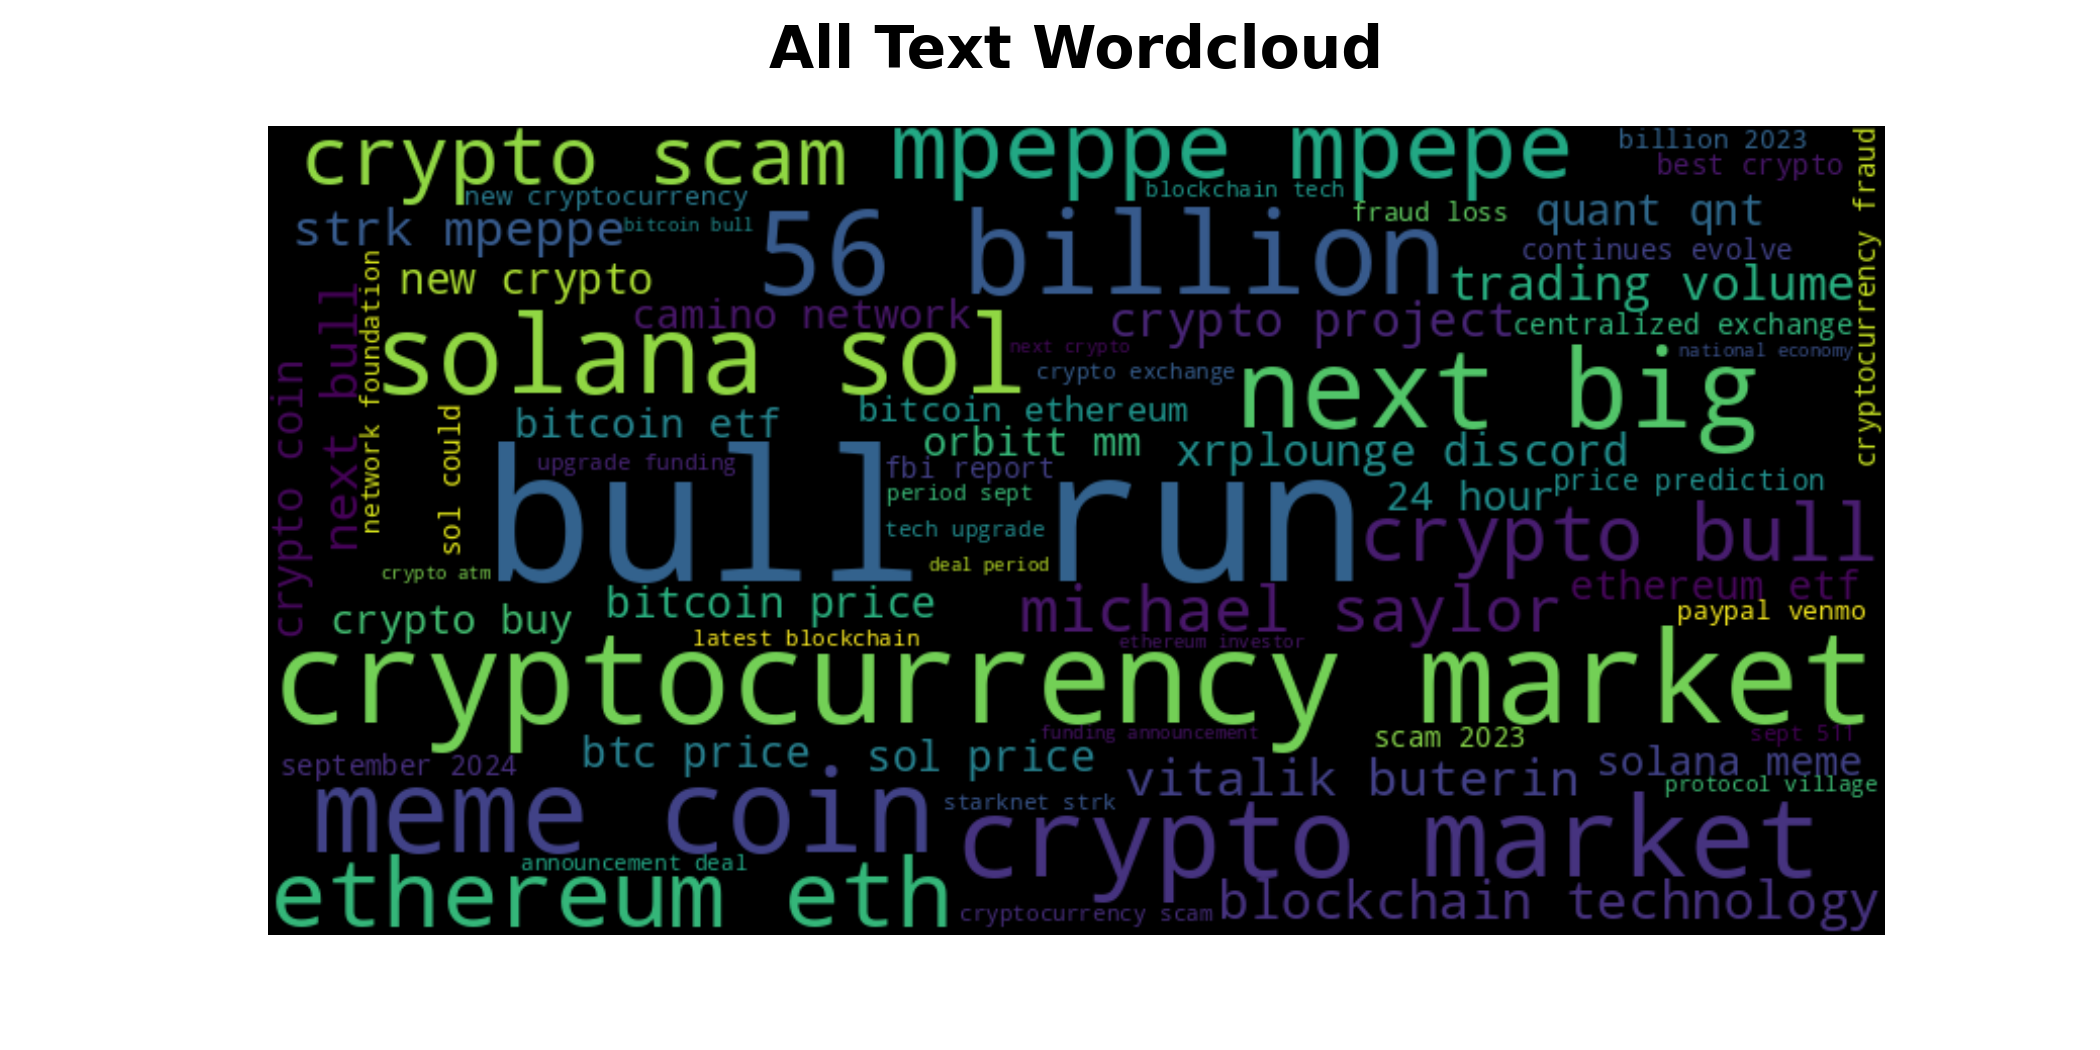 All Text Wordcloud
crypto scam
mpeppe mpepe
billion 2023
best crypto
cryptocurrency fraud
new cryptocurrency
blockchain tech
strk mpeppe
bitcoin bull
56 billion
fraud loss
quant qnt
continues evolve
new crypto
trading volume
camino network
crypto project
centralized exchange
next bull
network foundation
solana sol
next crypto
national economy
crypto exchange
next big
crypto coin
sol could
bitcoin etf
bitcoin ethereum
orbitt mm
xrplounge discord
upgrade funding
fbi report
price prediction
period sept
24 hour
bull run
tech upgrade
crypto bull
deal period
crypto atm
ethereum etf
crypto buy
bitcoin price
michael saylor
paypal venmo
latest blockchain
ethereum investor
cryptocurrency market
funding announcement
scam 2023
sept 511
btc price
sol price
september 2024
vitalik buterin
solana meme
protocol village
meme coin
starknet strk
crypto market
announcement deal
ethereum eth
cryptocurrency scam
blockchain technology